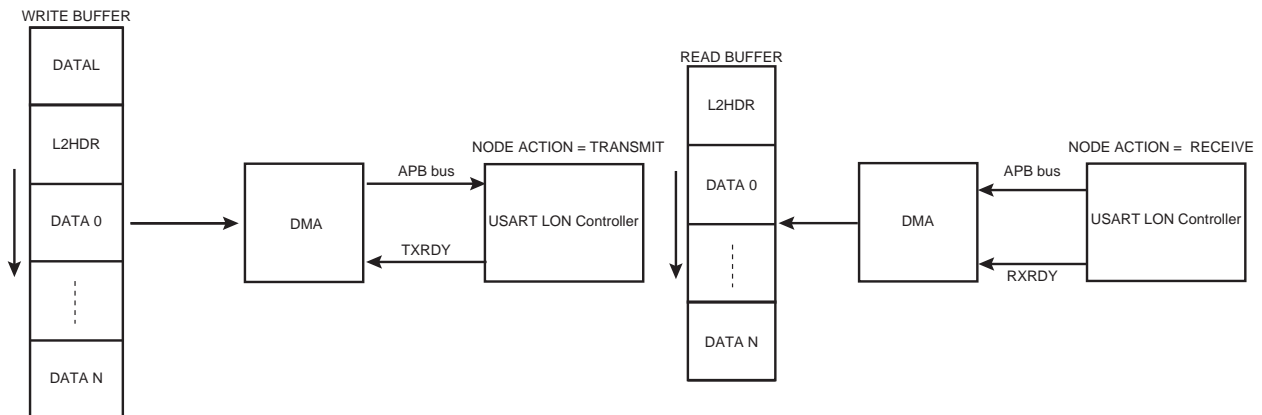 WRITE BUFFER
DATAL
L2HDR
DATA 0
DATA N
DMA
APB bus
TXRDY
NODE ACTION = TRANSMIT
USART LON Controller
READ BUFFER
L2HDR
DATA 0
DATA N
DMA
APB bus
RXRDY
NODE ACTION = RECEIVE
USART LON Controller